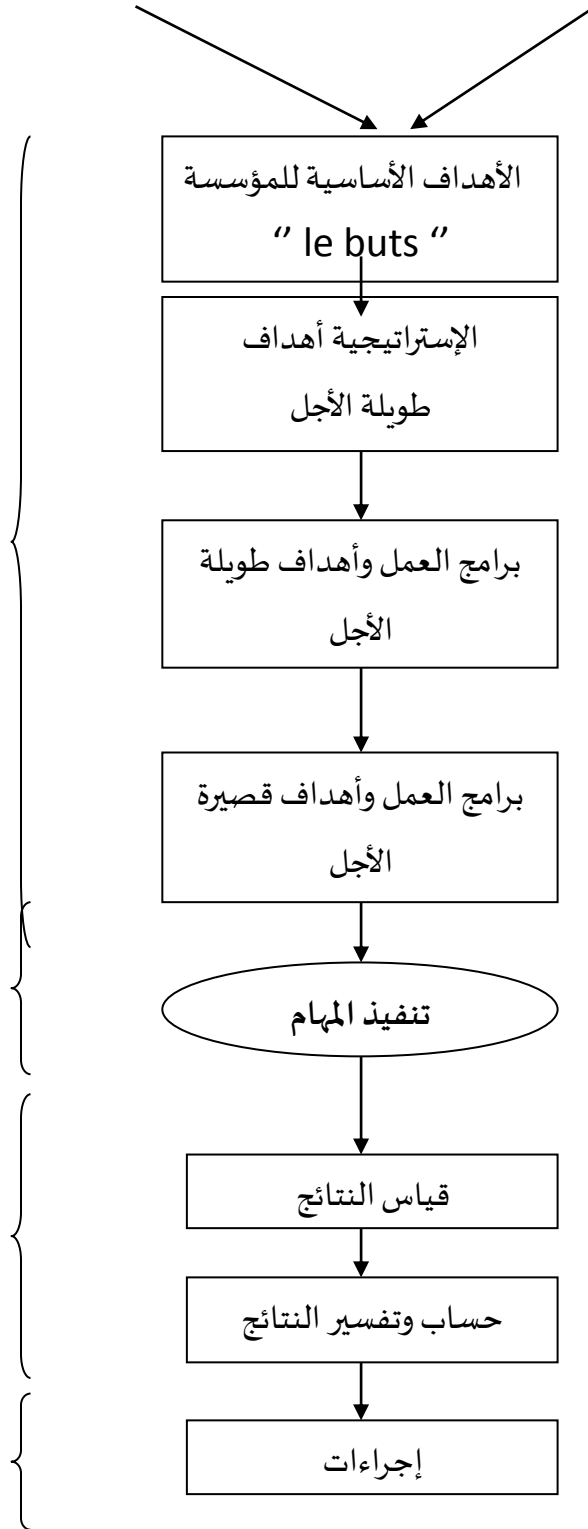 الأهداف الأساسية للمؤسسة
“ le buts ”
الإستراتيجية أهداف
طويلة الأجل
برامج العمل وأهداف طويلة
الأجل
برامج العمل وأهداف قصيرة
الأجل
تنفيذ المهام
قياس النتائج
حساب وتفسير النتائج
إجراءات